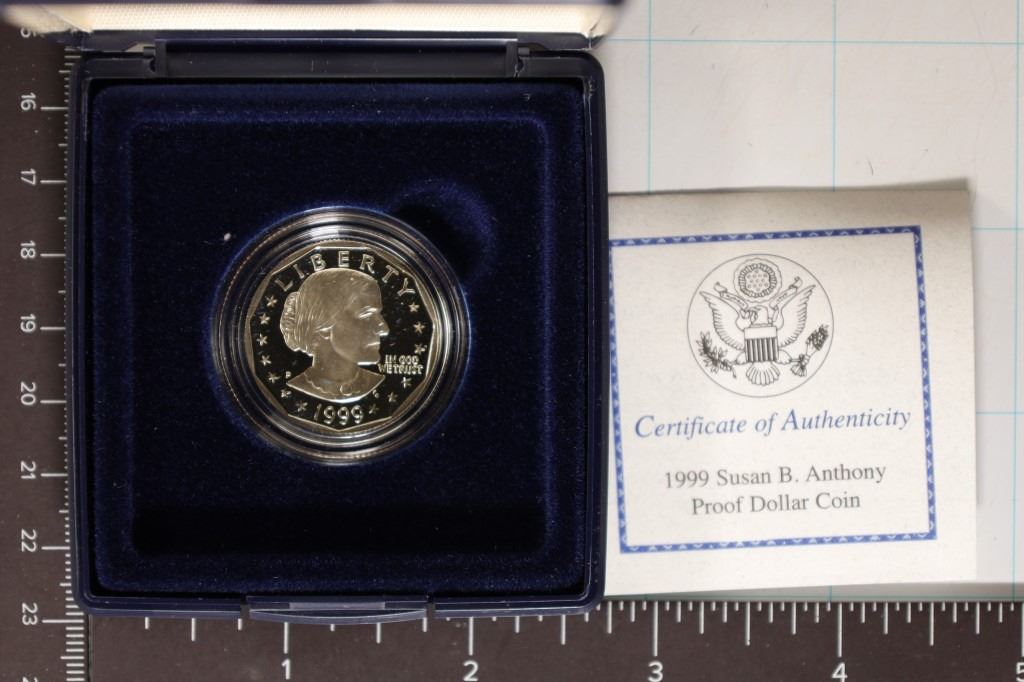 LIBERTY
IN GOD
WE TRUST
P
1999
Certificate of Authenticity
1999 Susan B. Anthony
Proof Dollar Coin
16
17
18
19
20
21
22
23
1
2
3
4
5